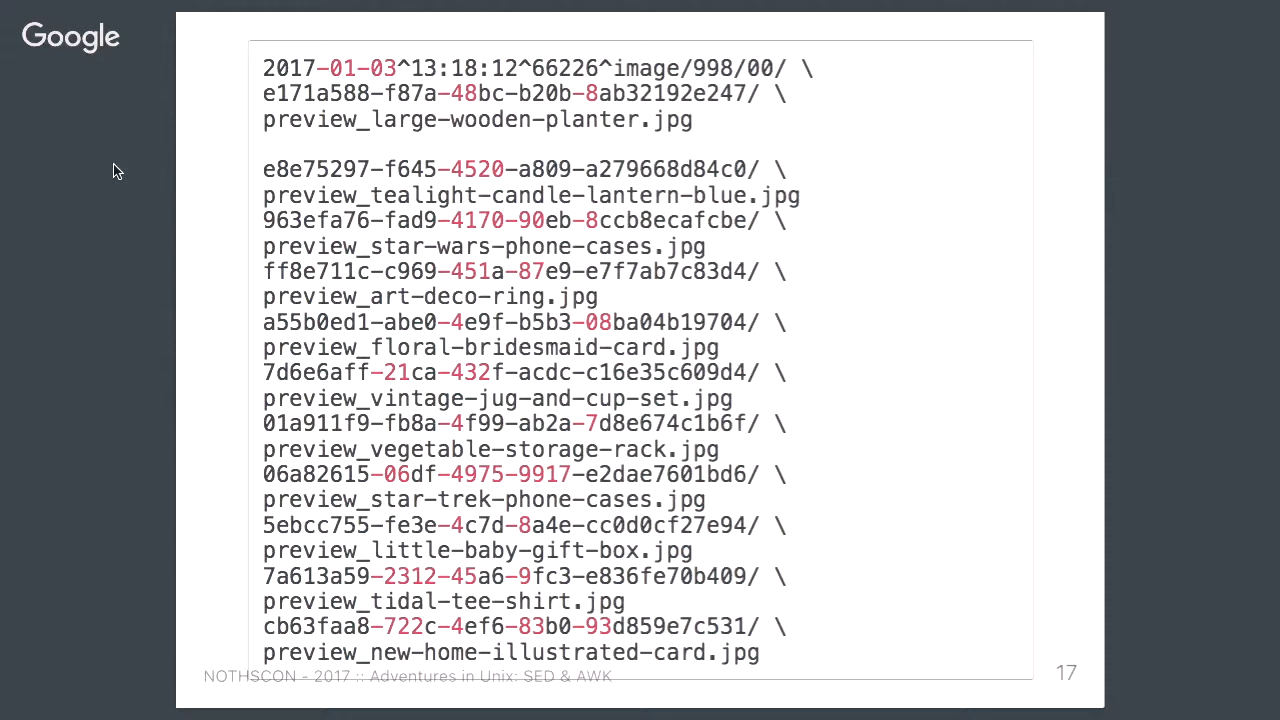 Google
2017-01-03^13:18:12^66226^image/998/00/ \
e171a588-f87a-48bc-b20b-8ab32192e247/ \
preview_large-wooden-planter.jpg
e8e75297-f645-4520-a809-a279668d84c0/ \
preview_tealight-candle-lantern-blue.jpg
963efa76-fad9-4170-90eb-8ccb8ecafcbe/ \
preview_star-wars-phone-cases.jpg
ff8e711c-c969-451a-87e9-e7f7ab7c83d4/ \
preview_art-deco-ring.jpg
a55b0ed1-abe0-4e9f-b5b3-08ba04b19704/ \
preview_floral-bridesmaid-card.jpg
7d6e6aff-21ca-432f-acdc-c16e35c609d4/ \
preview_vintage-jug-and-cup-set.jpg
01a911f9-fb8a-4f99-ab2a-7d8e674c1b6f/ \
preview_vegetable-storage-rack.jpg
06a82615-06df-4975-9917-e2dae7601bd6/ \
preview_star-trek-phone-cases.jpg
5ebcc755-fe3e-4c7d-8a4e-cc0d0cf27e94/ \
preview_little-baby-gift-box.jpg
7a613a59-2312-45a6-9fc3-e836fe70b409/ \
preview_tidal-tee-shirt.jpg
cb63faa8-722c-4ef6-83b0-93d859e7c531/ \
preview_new-home-illustrated-card.jpg
NOTHSCON - 2017 :: Adventures in Unix: SED & AWK
17